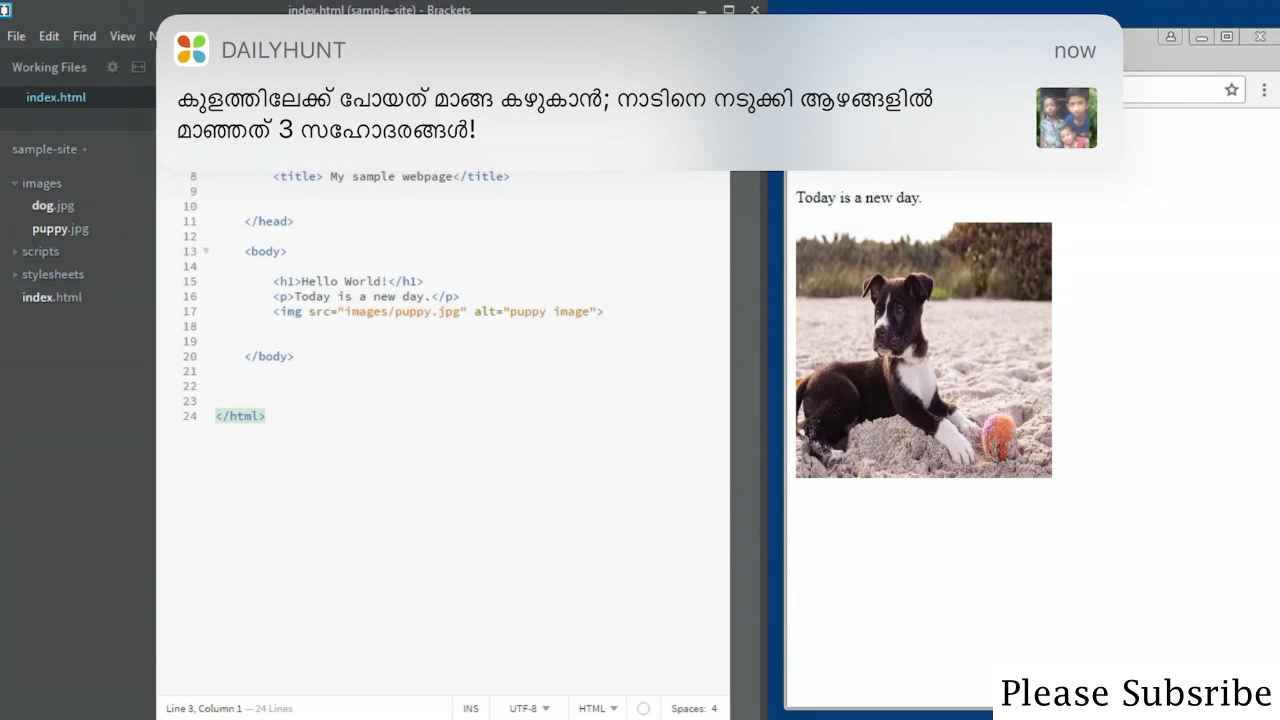 index.html (sample-site) - Brackets
File Edit Find View N
DAILYHUNT
now
കുളത്തിലേക്ക് പോയത് മാങ്ങ കഴുകാൻ; നാടിനെ നടുക്കി ആഴങ്ങളിൽ
മാഞ്ഞത് 3 സഹോദരങ്ങൾ!
Working Files
index.html
sample-site
images
dog.jpg
puppy.jpg
scripts
stylesheets
index.html
8 <title> My sample webpage</title>
9
10
11 </head>
12
13 <body>
14
15 <h1>Hello World!</h1>
16 <p>Today is a new day.</p>
17 <img src="images/puppy.jpg" alt="puppy image">
18
19
20 </body>
21
22
23
24 </html>
Line 3, Column 1 — 24 Lines
INS UTF-8 HTML Spaces: 4
Today is a new day.
Please Subsribe